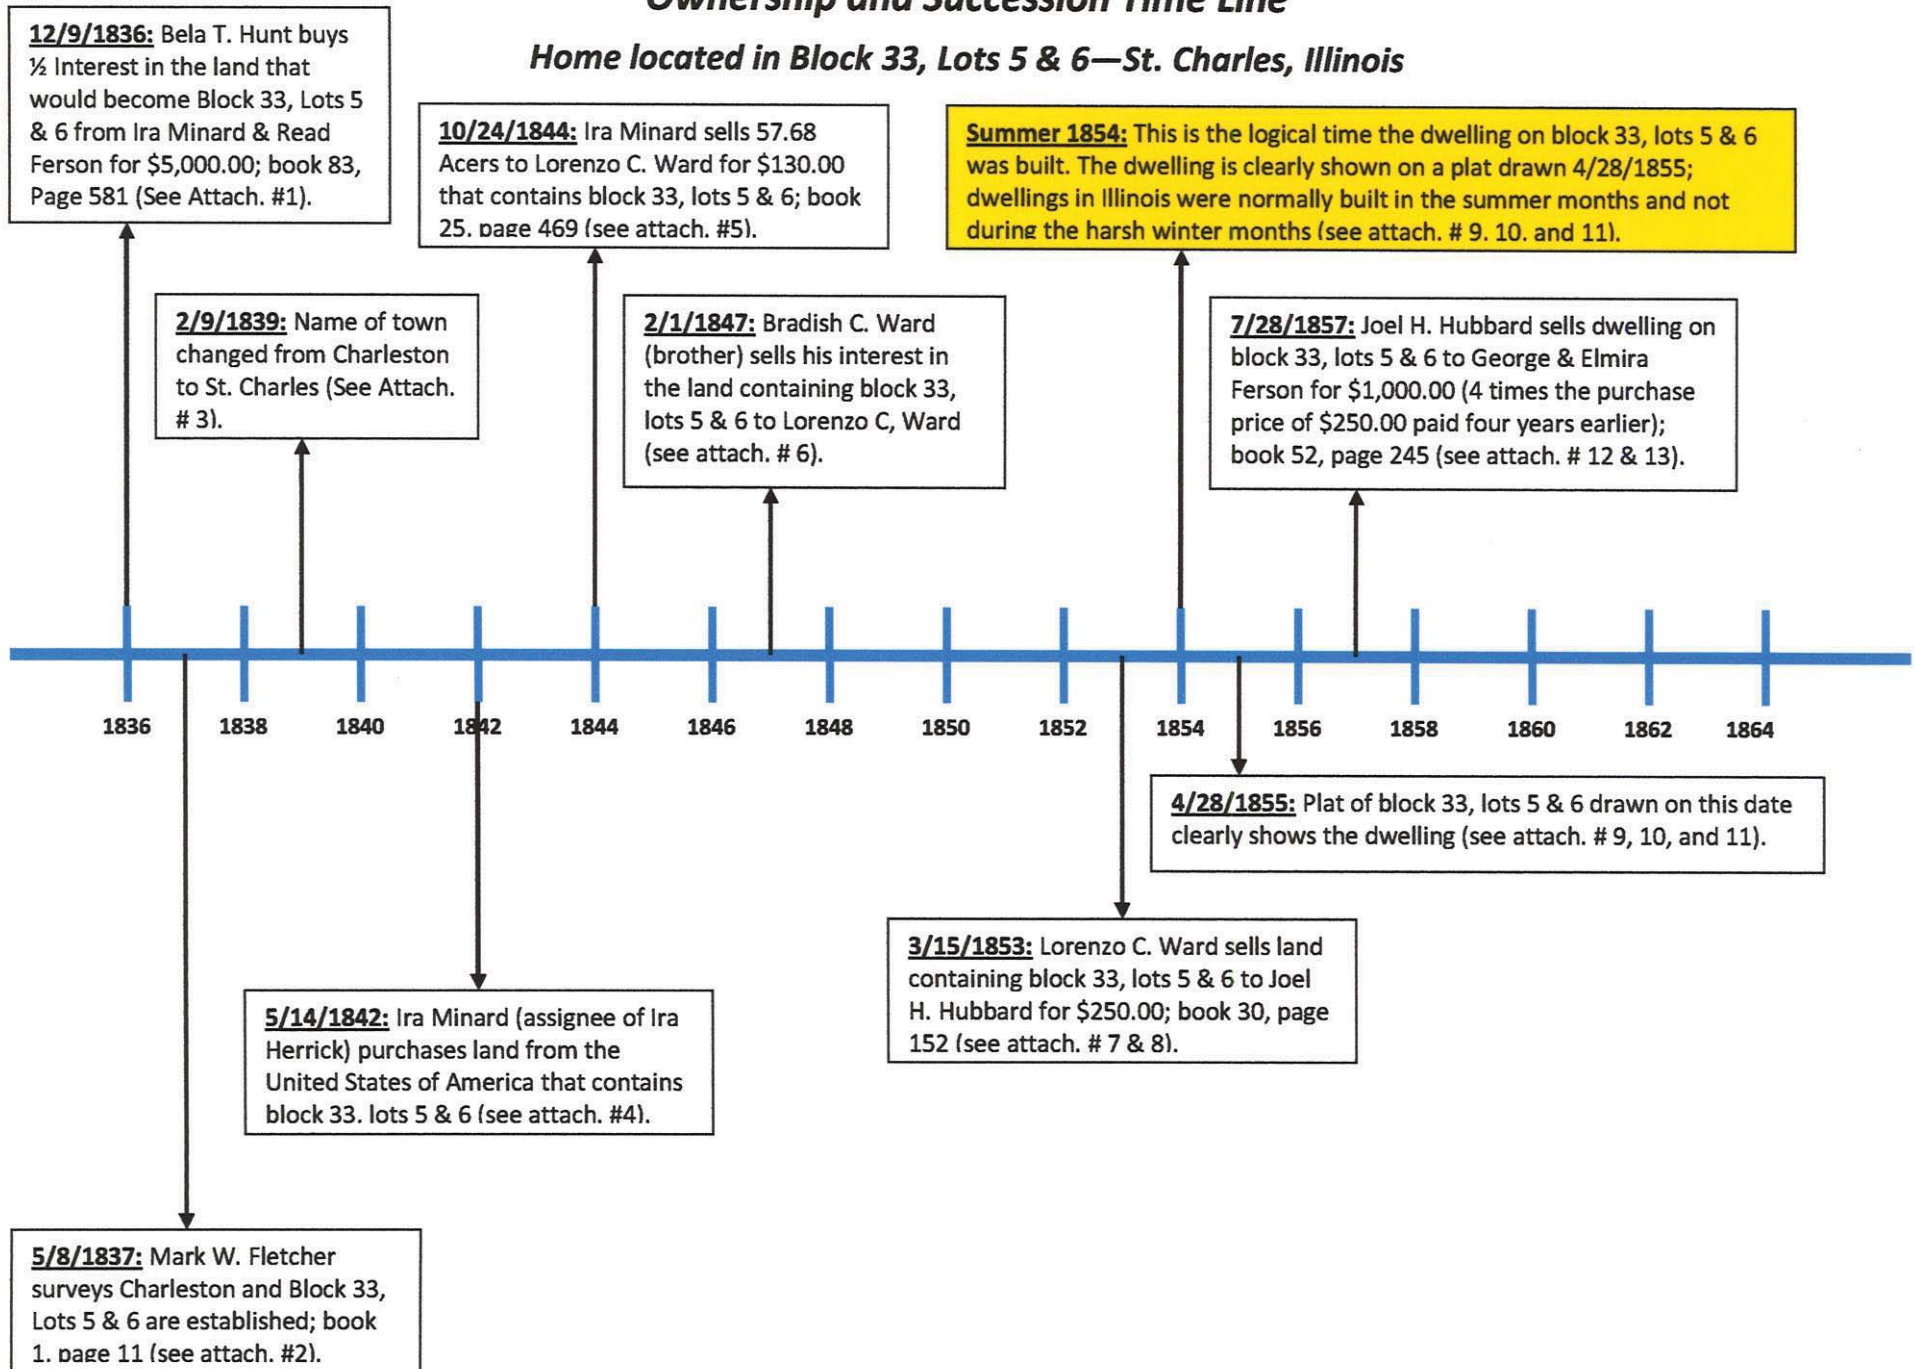 Ownership and Succession Time Line
Home located in Block 33, Lots 5 & 6—St. Charles, Illinois
12/9/1836: Bela T. Hunt buys
½ Interest in the land that
would become Block 33, Lots 5
& 6 from Ira Minard & Read
Ferson for $5,000.00; book 83,
Page 581 (See Attach. #1).
10/24/1844: Ira Minard sells 57.68
Acers to Lorenzo C. Ward for $130.00
that contains block 33, lots 5 & 6; book
25, page 469 (see attach. #5).
Summer 1854: This is the logical time the dwelling on block 33, lots 5 & 6
was built. The dwelling is clearly shown on a plat drawn 4/28/1855;
dwellings in Illinois were normally built in the summer months and not
during the harsh winter months (see attach. # 9, 10, and 11).
2/9/1839: Name of town
changed from Charleston
to St. Charles (See Attach.
# 3).
2/1/1847: Bradish C. Ward
(brother) sells his interest in
the land containing block 33,
lots 5 & 6 to Lorenzo C, Ward
(see attach. # 6).
7/28/1857: Joel H. Hubbard sells dwelling on
block 33, lots 5 & 6 to George & Elmira
Ferson for $1,000.00 (4 times the purchase
price of $250.00 paid four years earlier);
book 52, page 245 (see attach. # 12 & 13).
1836 1838 1840 1842 1844 1846 1848 1850 1852 1854 1856 1858 1860 1862 1864
4/28/1855: Plat of block 33, lots 5 & 6 drawn on this date
clearly shows the dwelling (see attach. # 9, 10, and 11).
3/15/1853: Lorenzo C. Ward sells land
containing block 33, lots 5 & 6 to Joel
H. Hubbard for $250.00; book 30, page
152 (see attach. # 7 & 8).
5/14/1842: Ira Minard (assignee of Ira
Herrick) purchases land from the
United States of America that contains
block 33, lots 5 & 6 (see attach. #4).
5/8/1837: Mark W. Fletcher
surveys Charleston and Block 33,
Lots 5 & 6 are established; book
1, page 11 (see attach. #2).